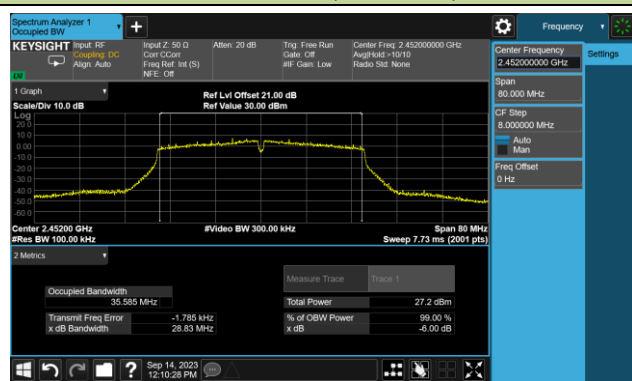 Spectrum Analyzer 1
Occupied BW
Frequency
KEYSIGHT
Input: RF
Coupling: DC
Align: Auto
Input Z: 50 Ω
Corr CCorr
Freq Ref: Int (S)
NFE: Off
Atten: 20 dB
Trig: Free Run
Gate: Off
#IF Gain: Low
Center Freq: 2.452000000 GHz
Avg|Hold:>10/10
Radio Std: None
Center Frequency
2.452000000 GHz
Settings
Span
80.000 MHz
CF Step
8.000000 MHz
Auto
Man
Freq Offset
0 Hz
1 Graph
Scale/Div 10.0 dB
Ref Lvl Offset 21.00 dB
Ref Value 30.00 dBm
Log
20.0
10.0
0.00
-10.0
-20.0
-30.0
-40.0
-50.0
-60.0
Center 2.45200 GHz
#Res BW 100.00 kHz
#Video BW 300.00 kHz
Span 80 MHz
Sweep 7.73 ms (2001 pts)
2 Metrics
Measure Trace
Trace 1
Occupied Bandwidth
35.585 MHz
Total Power
27.2 dBm
Transmit Freq Error
-1.785 kHz
% of OBW Power
99.00 %
x dB Bandwidth
28.83 MHz
x dB
-6.00 dB
Sep 14, 2023
12:10:28 PM